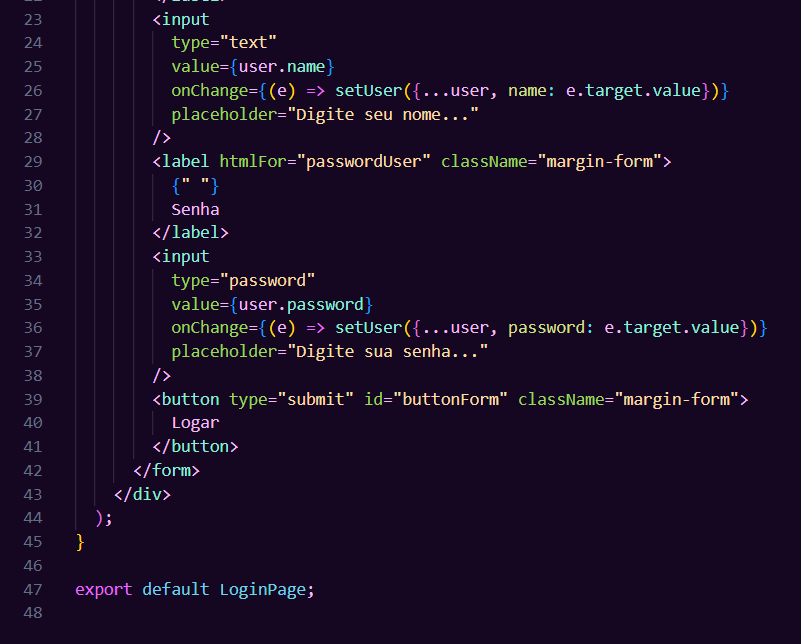 23 <input
24 type="text"
25 value={user.name}
26 onChange={(e) => setUser({...user, name: e.target.value})}
27 placeholder="Digite seu nome..."
28 />
29 <label htmlFor="passwordUser" className="margin-form">
30 {" "}
31 Senha
32 </label>
33 <input
34 type="password"
35 value={user.password}
36 onChange={(e) => setUser({...user, password: e.target.value})}
37 placeholder="Digite sua senha..."
38 />
39 <button type="submit" id="buttonForm" className="margin-form">
40 Logar
41 </button>
42 </form>
43 </div>
44 );
45 }
46
47 export default LoginPage;
48